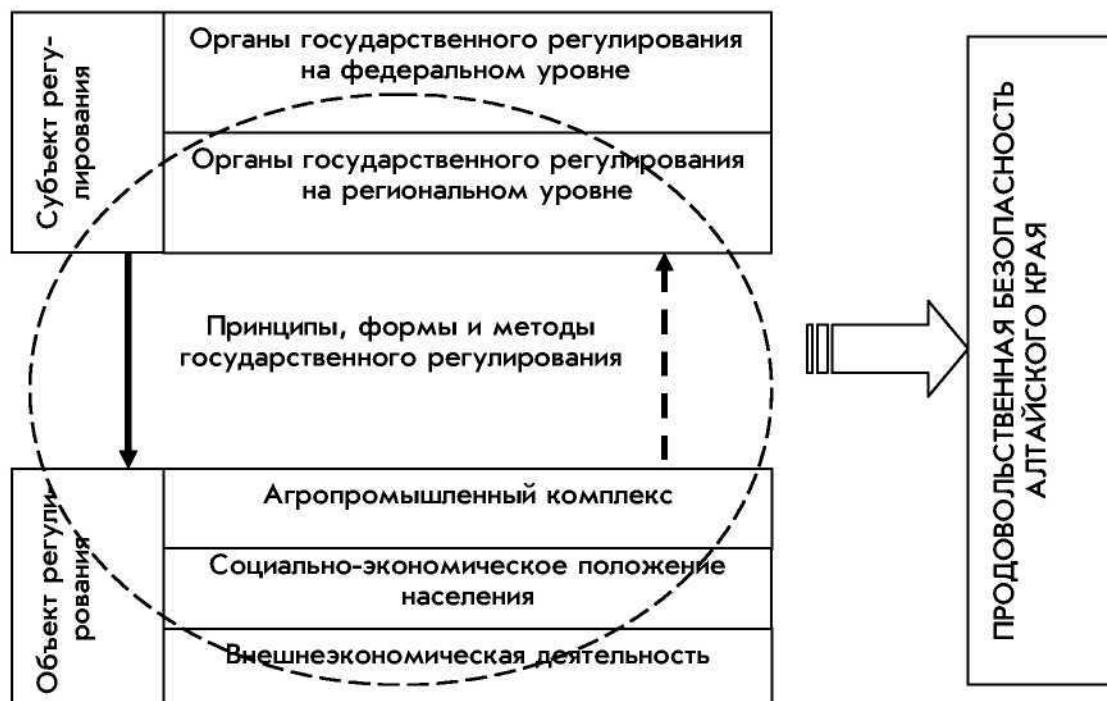 Субъект регу-
лирования
Органы государственного регулирования
на федеральном уровне
Органы государственного регулирования
на региональном уровне
Принципы, формы и методы
государственного регулирования
Объект регули-
рования
Агропромышленный комплекс
Социально-экономическое положение
населения
Внешнеэкономическая деятельность
ПРОДОВОЛЬСТВЕННАЯ БЕЗОПАСНОСТЬ
АЛТАЙСКОГО КРАЯ